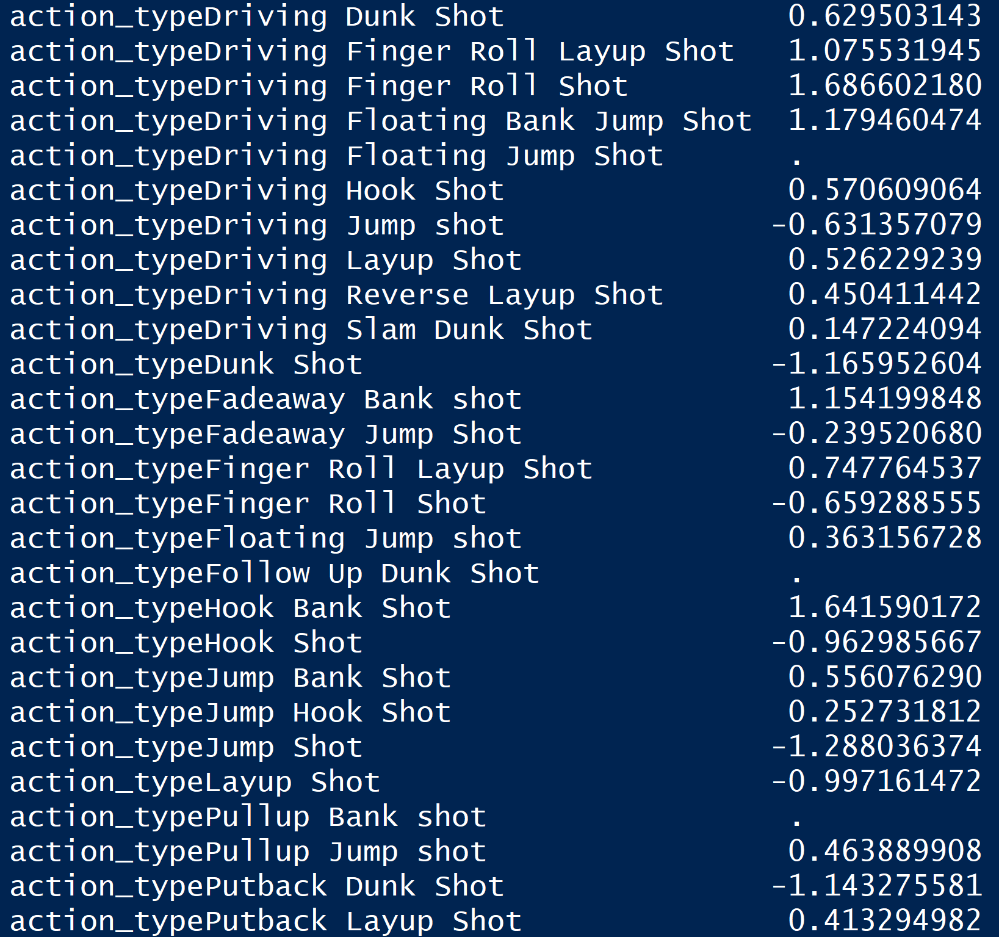 action_typeDriving Dunk Shot 0.629503143
action_typeDriving Finger Roll Layup Shot 1.075531945
action_typeDriving Finger Roll Shot 1.686602180
action_typeDriving Floating Bank Jump Shot 1.179460474
action_typeDriving Floating Jump Shot .
action_typeDriving Hook Shot 0.570609064
action_typeDriving Jump shot -0.631357079
action_typeDriving Layup Shot 0.526229239
action_typeDriving Reverse Layup Shot 0.450411442
action_typeDriving Slam Dunk Shot 0.147224094
action_typeDunk Shot -1.165952604
action_typeFadeaway Bank shot 1.154199848
action_typeFadeaway Jump Shot -0.239520680
action_typeFinger Roll Layup Shot 0.747764537
action_typeFinger Roll Shot -0.659288555
action_typeFloating Jump shot 0.363156728
action_typeFollow Up Dunk Shot .
action_typeHook Bank Shot 1.641590172
action_typeHook Shot -0.962985667
action_typeJump Bank Shot 0.556076290
action_typeJump Hook Shot 0.252731812
action_typeJump Shot -1.288036374
action_typeLayup Shot -0.997161472
action_typePullup Bank shot .
action_typePullup Jump shot 0.463889908
action_typePutback Dunk Shot -1.143275581
action_typePutback Layup Shot 0.413294982